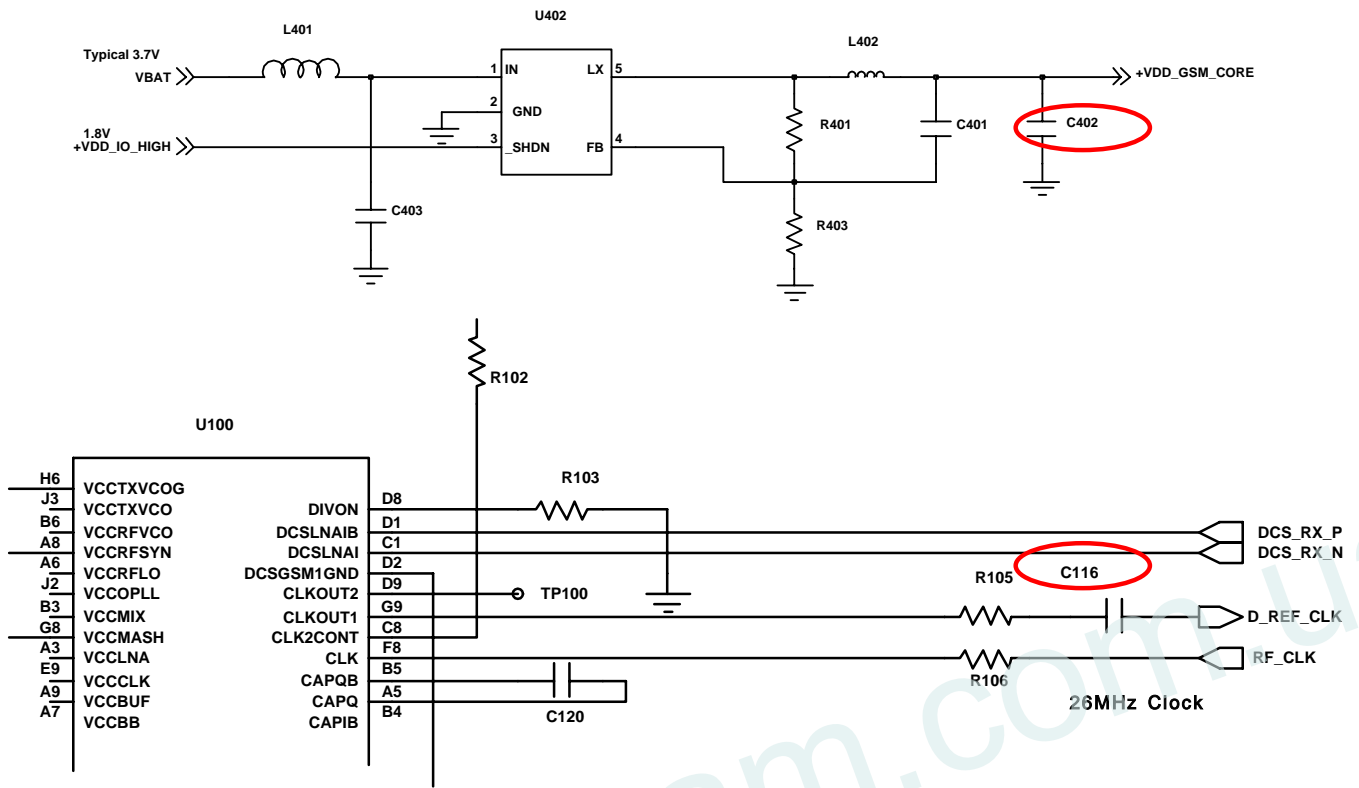 U402
L401
L402
Typical 3.7V
VBAT
1 IN
LX 5
+VDD_GSM_CORE
2 GND
R401
C401
C402
1.8V
+VDD_IO_HIGH
3 _SHDN
FB 4
C403
R403
R102
U100
R103
H6 VCCTXVCOG
J3 VCCTXVCO
B6 VCCRFVCO
A8 VCCRFSYN
A6 VCCRFLO
J2 VCCOPLL
B3 VCCMIX
G8 VCCMASH
A3 VCCLNA
E9 VCCCLK
A9 VCCBUF
A7 VCCBB
DIVON D8
DCSLNAIB D1
DCSLNAI C1
DCSGSM1GND D2
CLKOUT2 D9
CLKOUT1 G9
CLK2CONT C8
CLK F8
CAPQB B5
CAPQ A5
CAPIB B4
DCS_RX_P
DCS_RX_N
TP100
R105
C116
D_REF_CLK
RF_CLK
R106
C120
26MHz Clock
am.com.u